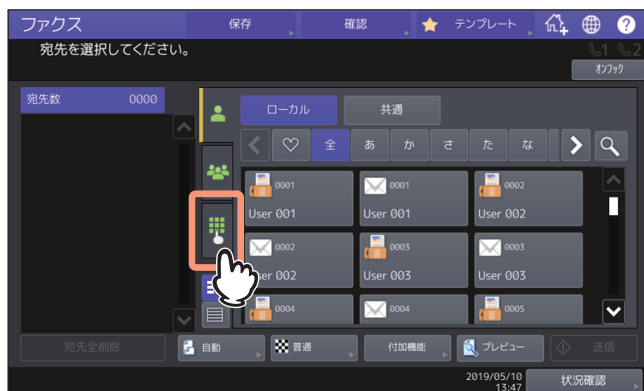 ファクス 保存 確認 テンプレート ?
宛先を選択してください。 1 2
オンフック
宛先数 0000 ローカル 共通
全 あ か さ た な
0001 0001 0002
User 001 User 001 User 002
0002 0003 0003
User 002 User 003 User 003
0004 0004 0005
宛先全削除 自動 普通 付加機能 プレビュー 送信
2019/05/10
13:47 状況確認